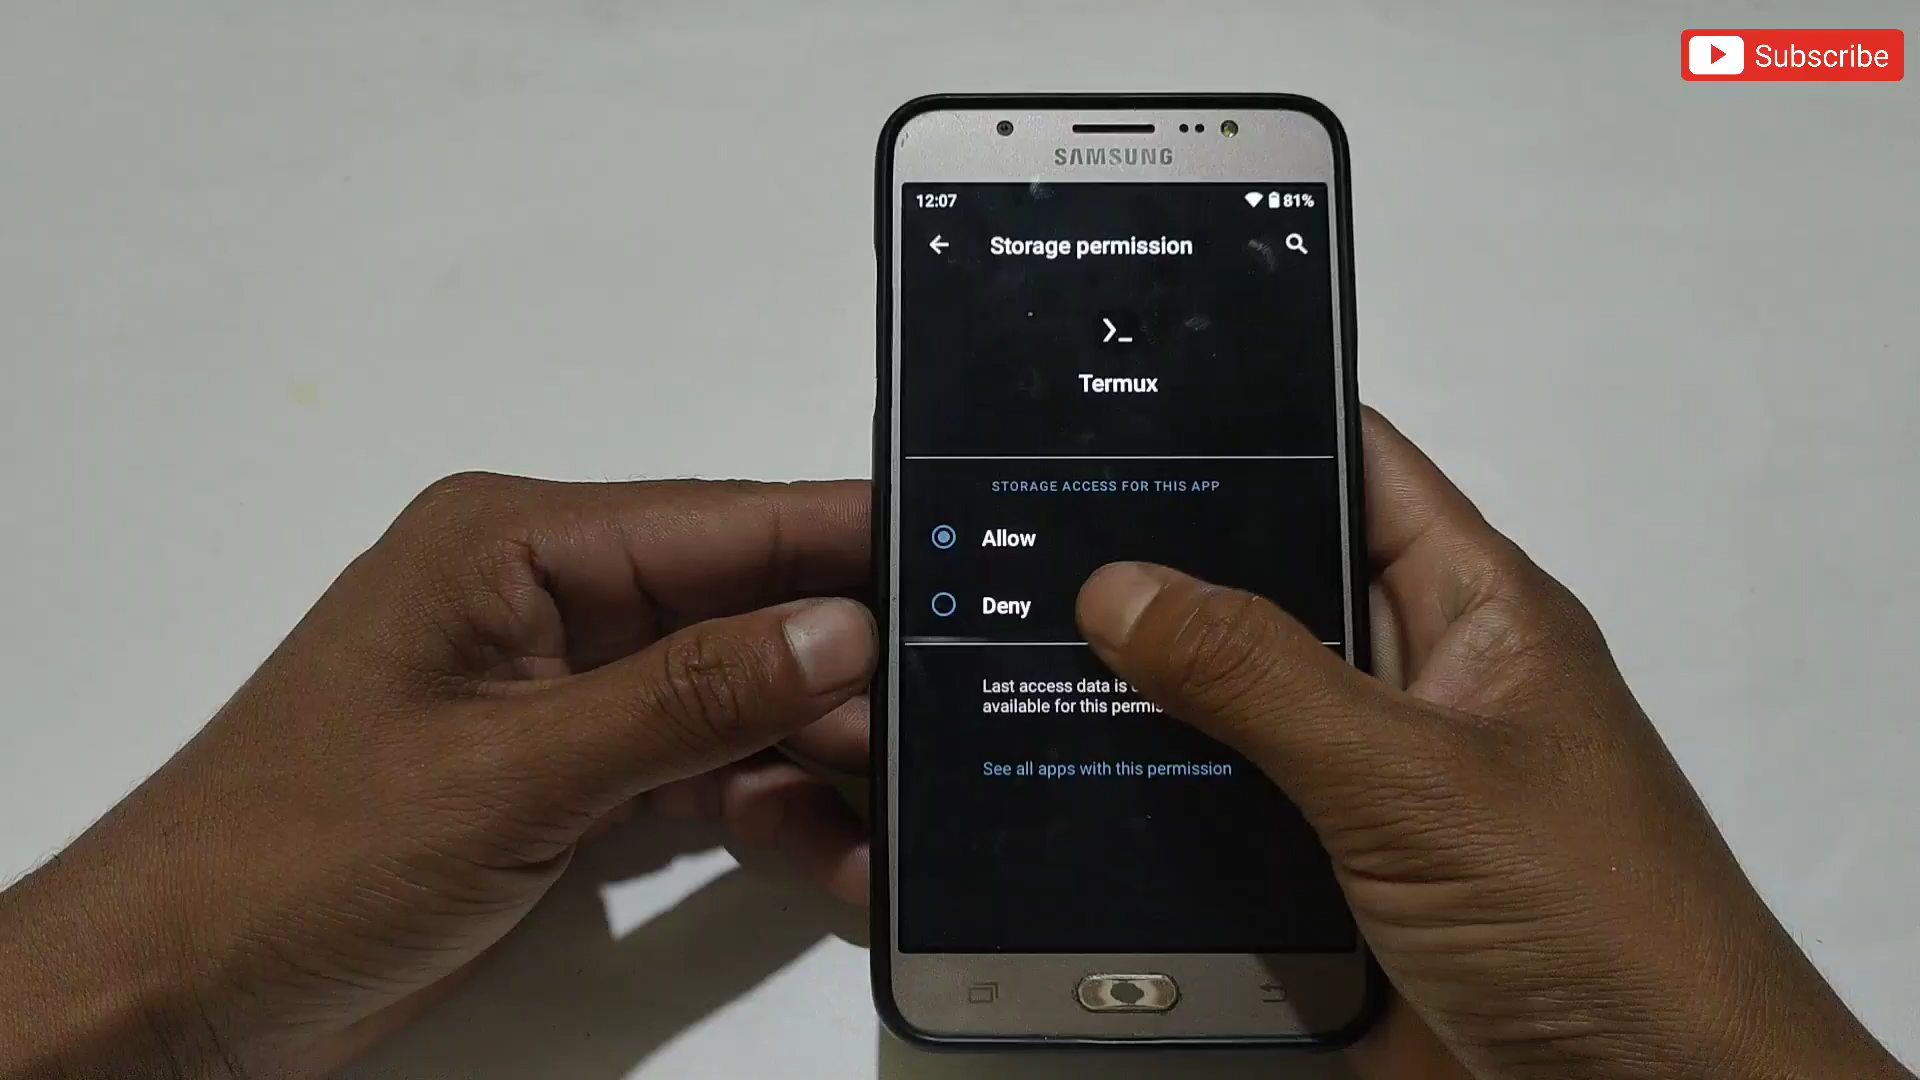 Subscribe
SAMSUNG
12:07
81%
Storage permission
Termux
STORAGE ACCESS FOR THIS APP
Allow
Deny
Last access data is
available for this
See all apps with this permission